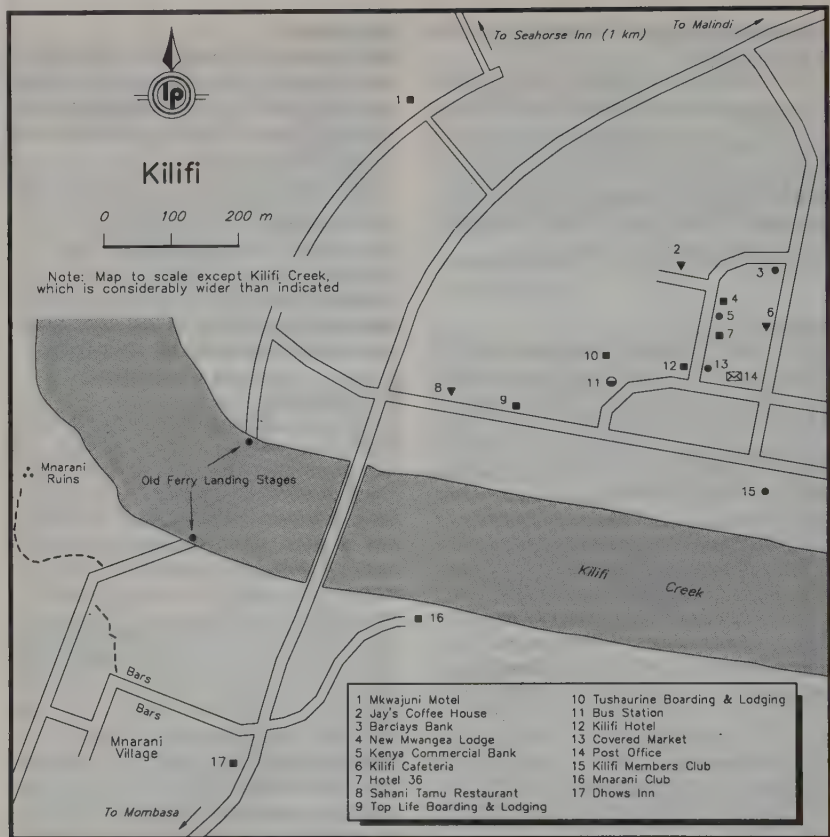 To Seahorse Inn (1 km)
To Malindi
lp
1
Kilifi
0 100 200 m
Note: Map to scale except Kilifi Creek,
which is considerably wider than indicated
2
3
4
5
6
7
10
12
13
14
11
8
9
Mnarani
Ruins
Old Ferry Landing Stages
15
Kilifi
Creek
16
Bars
Bars
Mnarani
Village
17
To Mombasa
1 Mkwajuni Motel
2 Jay's Coffee House
3 Barclays Bank
4 New Mwangea Lodge
5 Kenya Commercial Bank
6 Kilifi Cafeteria
7 Hotel 36
8 Sahani Tamu Restaurant
9 Top Life Boarding & Lodging
10 Tushaurine Boarding & Lodging
11 Bus Station
12 Kilifi Hotel
13 Covered Market
14 Post Office
15 Kilifi Members Club
16 Mnarani Club
17 Dhows Inn